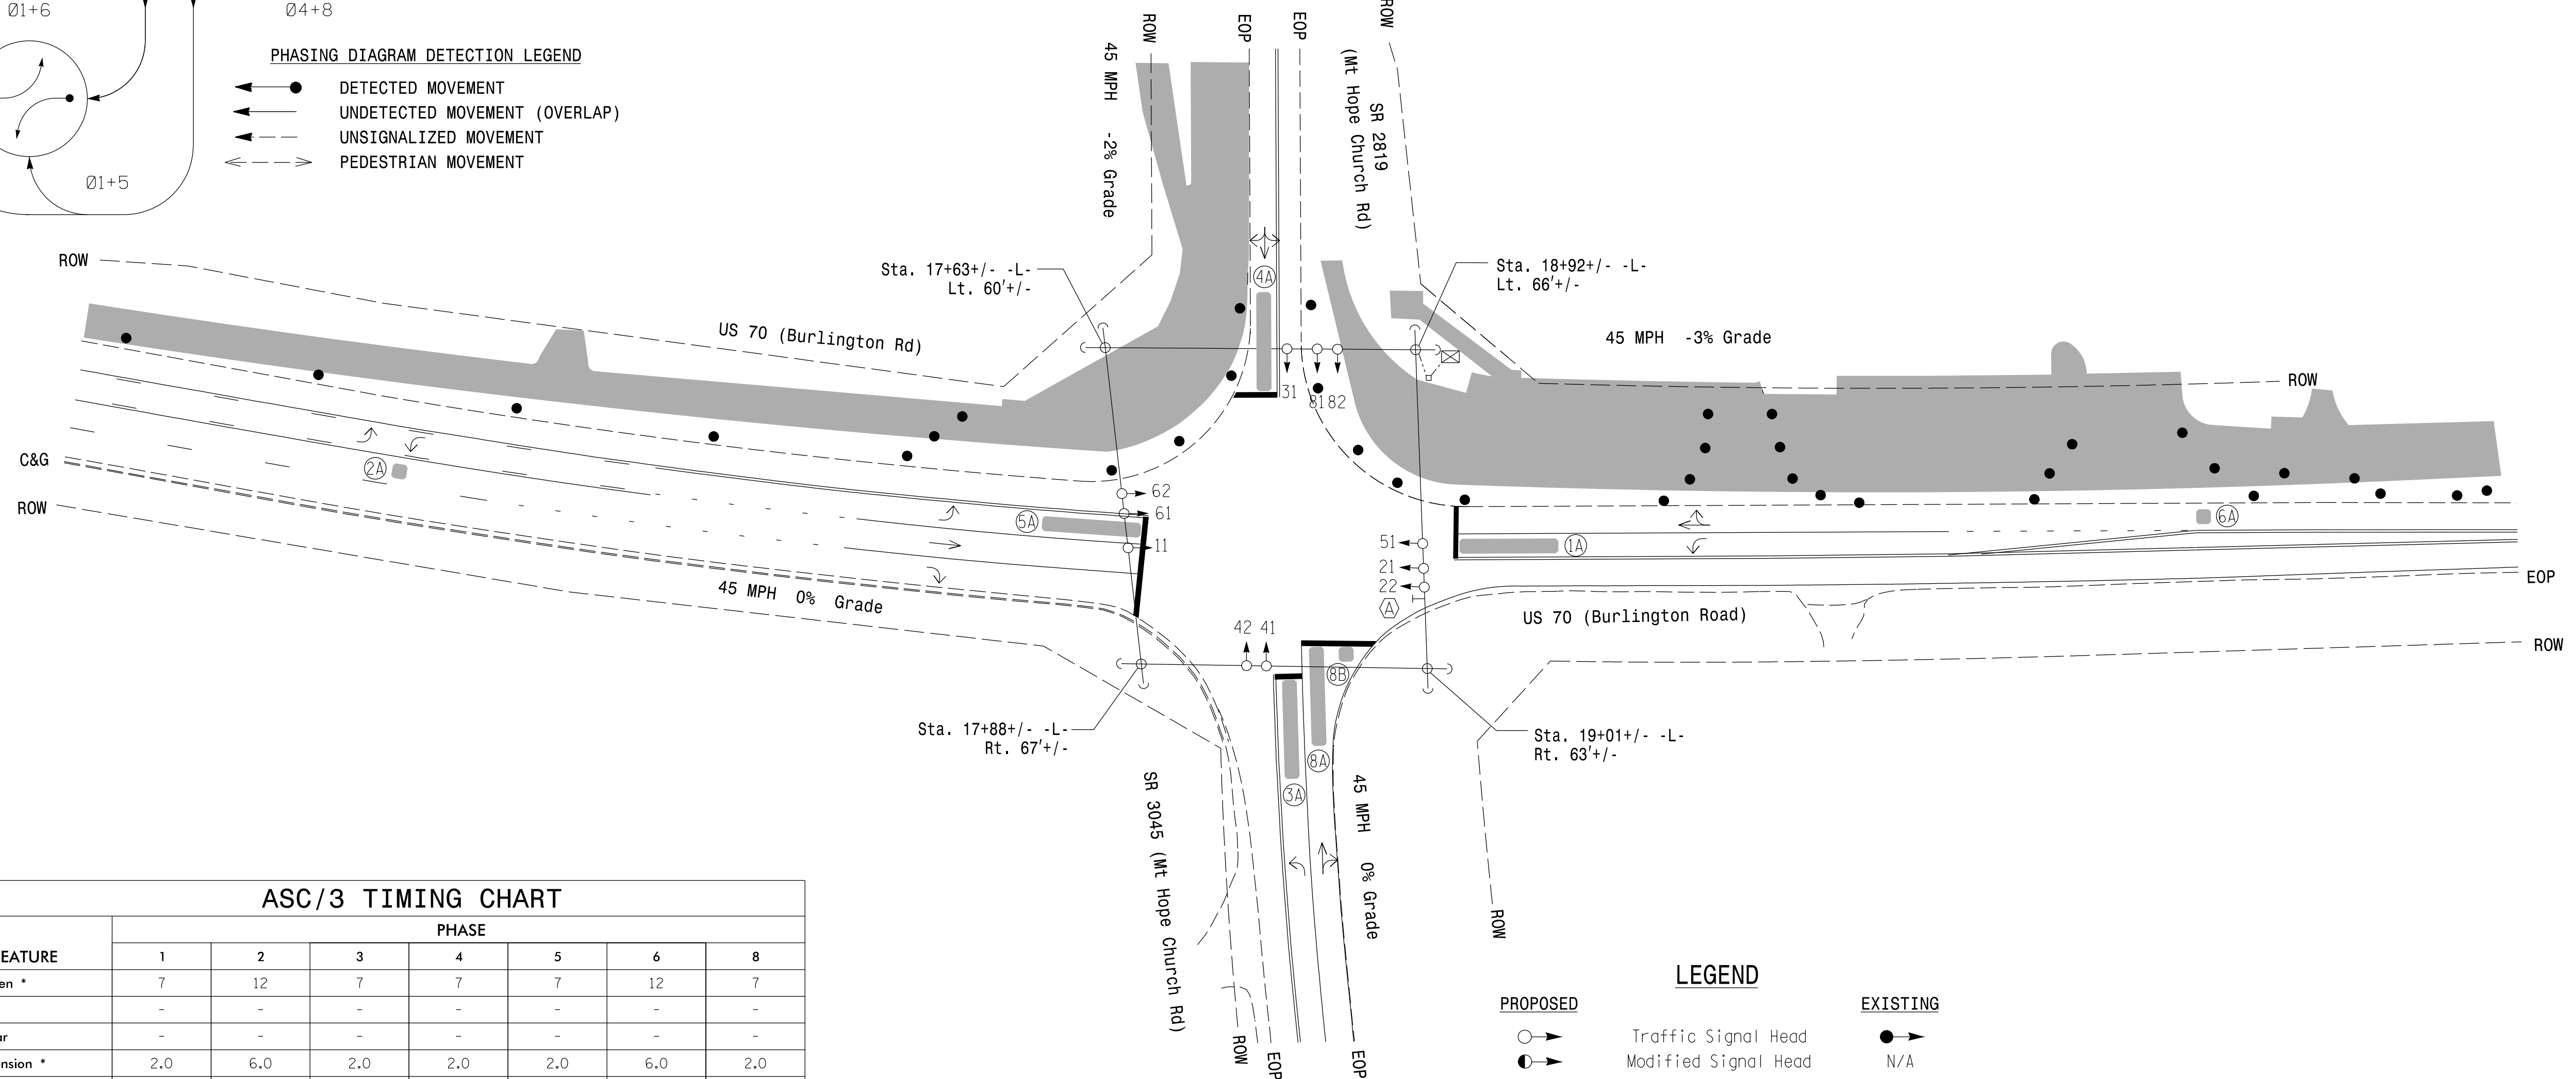 Ø1+6
Ø4+8
Ø1+5
PHASING DIAGRAM DETECTION LEGEND
DETECTED MOVEMENT
UNDETECTED MOVEMENT (OVERLAP)
UNSIGNALIZED MOVEMENT
PEDESTRIAN MOVEMENT
ROW
EOP
EOP
ROW
45 MPH -2% Grade
SR 2819
(Mt Hope Church Rd)
ROW
Sta. 17+63+/- -L-
Lt. 60'+/-
4A
Sta. 18+92+/- -L-
Lt. 66'+/-
US 70 (Burlington Rd)
45 MPH -3% Grade
ROW
31
81 82
C&G
2A
ROW
62
61
5A
11
51
21
22
A
1A
6A
45 MPH 0% Grade
US 70 (Burlington Road)
EOP
ROW
42 41
8B
8A
3A
Sta. 17+88+/- -L-
Rt. 67'+/-
Sta. 19+01+/- -L-
Rt. 63'+/-
SR 3045 (Mt Hope Church Rd)
45 MPH 0% Grade
ROW
ROW
EOP
EOP
ASC/3 TIMING CHART
PHASE
EATURE 1 2 3 4 5 6 8
en * 7 12 7 7 7 12 7
- - - - - - -
ar - - - - - - -
nsion * 2.0 6.0 2.0 2.0 2.0 6.0 2.0
LEGEND
PROPOSED EXISTING
Traffic Signal Head
Modified Signal Head N/A